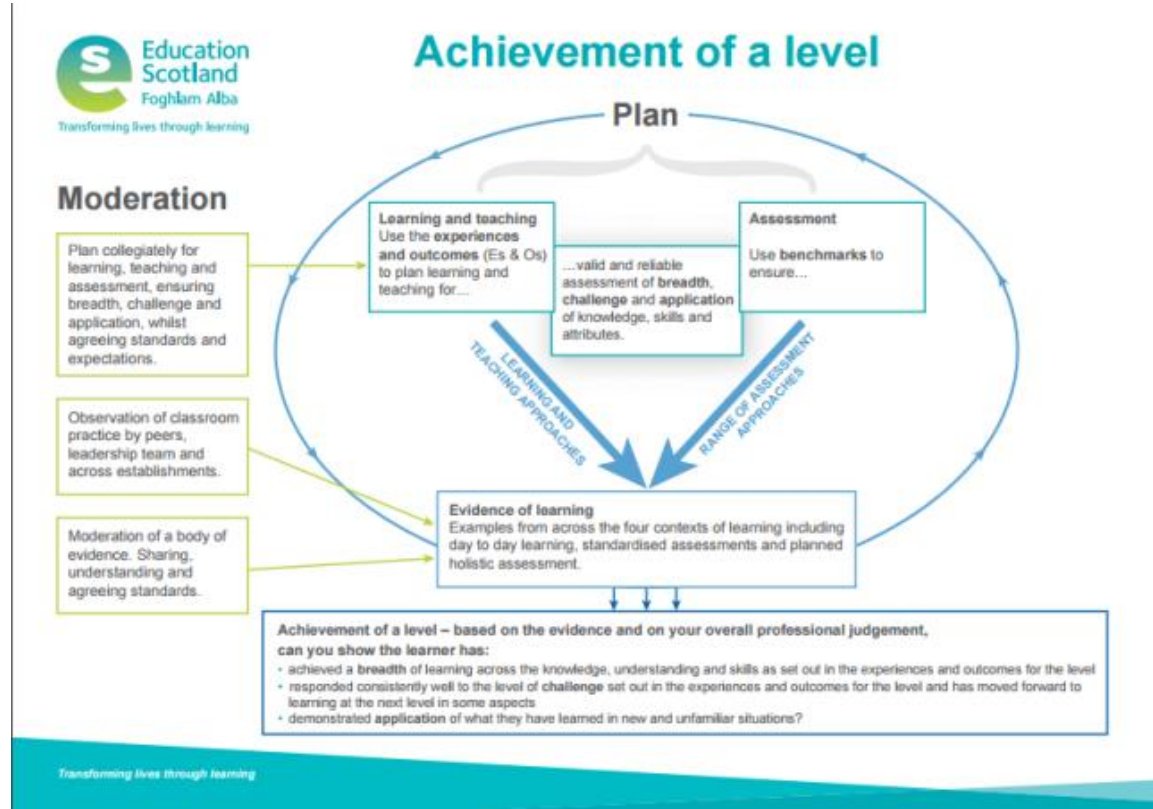 Education
Scotland
Foghlam Alba
Transforming lives through learning
Achievement of a level
Plan
Moderation
Plan collegiately for
learning, teaching and
assessment, ensuring
breadth, challenge and
application, whilst
agreeing standards and
expectations.
Observation of classroom
practice by peers,
leadership team and
across establishments.
Moderation of a body of
evidence. Sharing,
understanding and
agreeing standards.
Learning and teaching
Use the experiences
and outcomes (Es & Os)
to plan learning and
teaching for...
...valid and reliable
assessment of breadth,
challenge and application
of knowledge, skills and
attributes.
Assessment
Use benchmarks to
ensure...
LEARNING AND
TEACHING APPROACHES
RANGE OF ASSESSMENT
APPROACHES
Evidence of learning
Examples from across the four contexts of learning including
day to day learning, standardised assessments and planned
holistic assessment.
Achievement of a level – based on the evidence and on your overall professional judgement,
can you show the learner has:
• achieved a breadth of learning across the knowledge, understanding and skills as set out in the experiences and outcomes for the level
• responded consistently well to the level of challenge set out in the experiences and outcomes for the level and has moved forward to
learning at the next level in some aspects
• demonstrated application of what they have learned in new and unfamiliar situations?
Transforming lives through learning